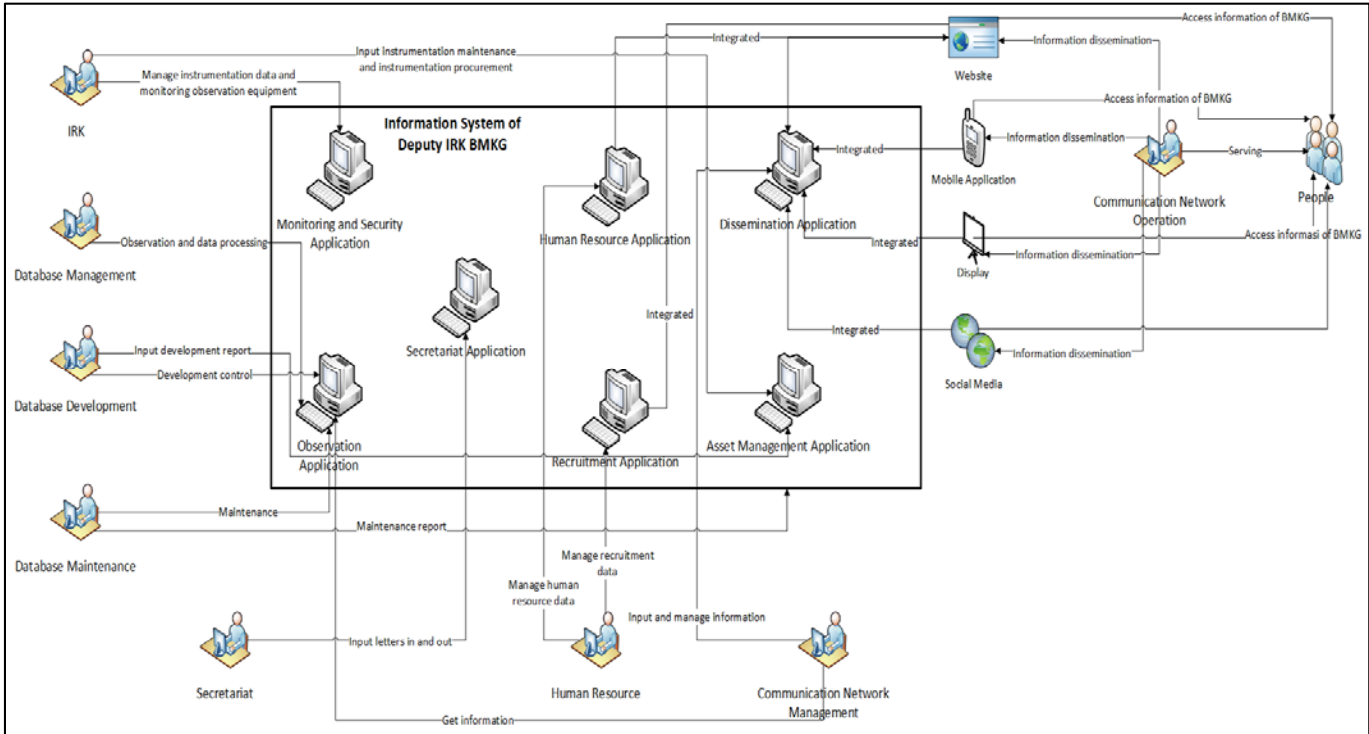 Access information of BMKG
Input Instrumentation maintenance
and instrumentation procurement
Integrated
Information dissemination
Website
Manage instrumentation data and
monitoring observation equipment
IRK
Access information of BMKG
Information System of
Deputy IRK BMKG
Information dissemination
Integrated
Serving
Mobile Application
Communication Network
Operation
People
Monitoring and Security
Application
Human Resource Application
Dissemination Application
Observation and data processing
Integrated
Access informasi of BMKG
Information dissemination
Display
Database Management
Integrated
Integrated
Secretariat Application
Input development report
Information dissemination
Development control
Social Media
Database Development
Observation
Application
Recruitment Application
Asset Management Application
Maintenance
Maintenance report
Database Maintenance
Manage recruitment
data
Manage human
resource data
Input letters in and out
Input and manage information
Secretariat
Human Resource
Communication Network
Management
Get information